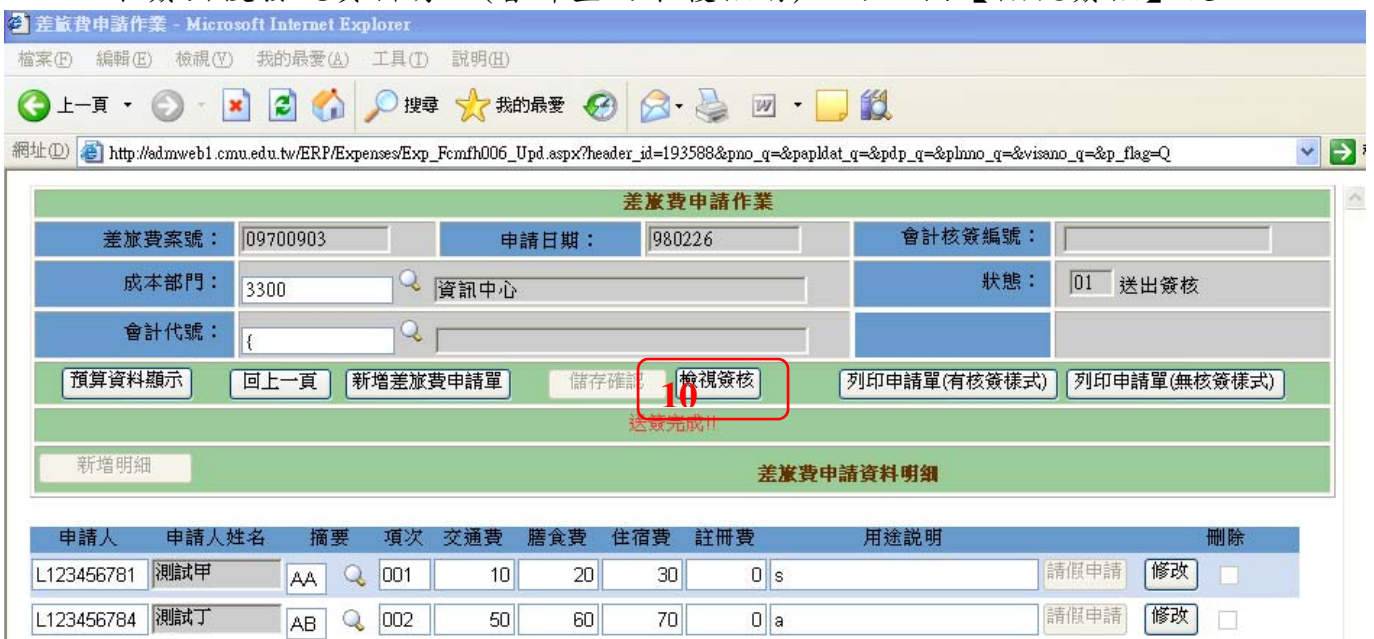 差旅費申請作業 - Microsoft Internet Explorer
檔案(F) 編輯(E) 檢視(V) 我的最愛(A) 工具(T) 說明(H)
上一頁 搜尋 我的最愛
網址(D) http://admweb1.cmu.edu.tw/ERP/Expenses/Exp_Fcmfh006_Upd.aspx?header_id=193588&pno_q=&papldat_q=&pdp_q=&plnno_q=&visano_q=&p_flag=Q
差旅費申請作業
差旅費案號： 09700903 申請日期： 980226 會計核簽編號：
成本部門： 3300 資訊中心 狀態： 01 送出簽核
會計代號： {
預算資料顯示 回上一頁 新增差旅費申請單 儲存確認 檢視簽核 列印申請單(有核簽樣式) 列印申請單(無核簽樣式)
10
送簽完成!!
新增明細 差旅費申請資料明細
申請人 申請人姓名 摘要 項次 交通費 膳食費 住宿費 註冊費 用途說明 刪除
L123456781 測試甲 AA 001 10 20 30 0 s 請假申請 修改
L123456784 測試丁 AB 002 50 60 70 0 a 請假申請 修改